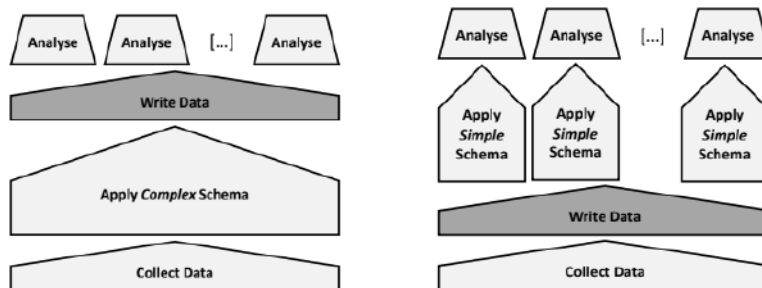 Analyse Analyse [...] Analyse
Write Data
Apply Complex Schema
Collect Data
Analyse Analyse [...] Analyse
Apply Simple Schema
Apply Simple Schema
Apply Simple Schema
Write Data
Collect Data